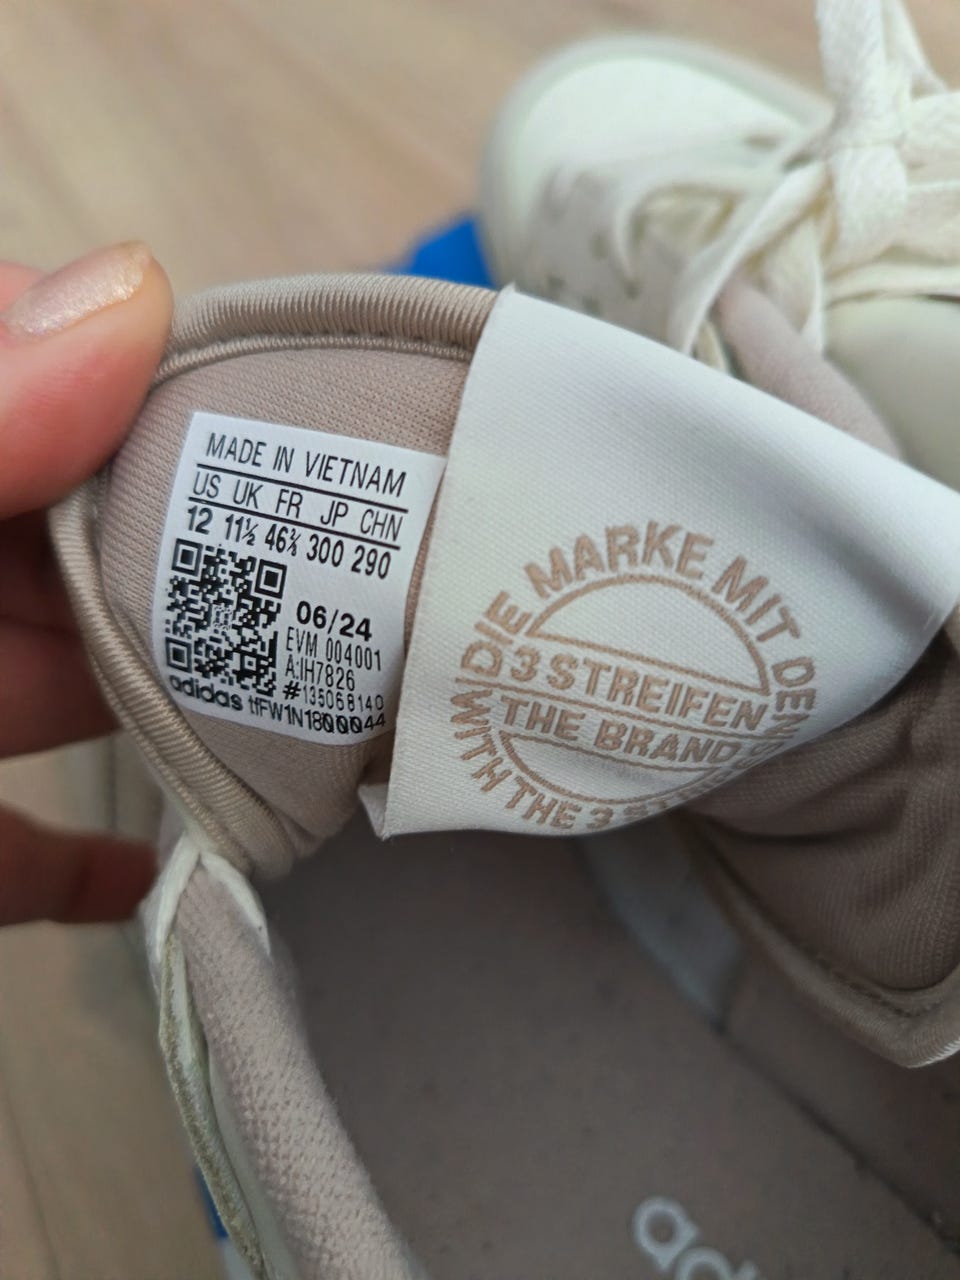 MADE IN VIETNAM
US UK FR JP CHN
12 11½ 46⅔ 300 290
06/24
EVM 004001
A:IH7826
#135068140
adidas tfFW1N1800044
DIE MARKE MIT DEN
3 STREIFEN
THE BRAND
WITH THE 3